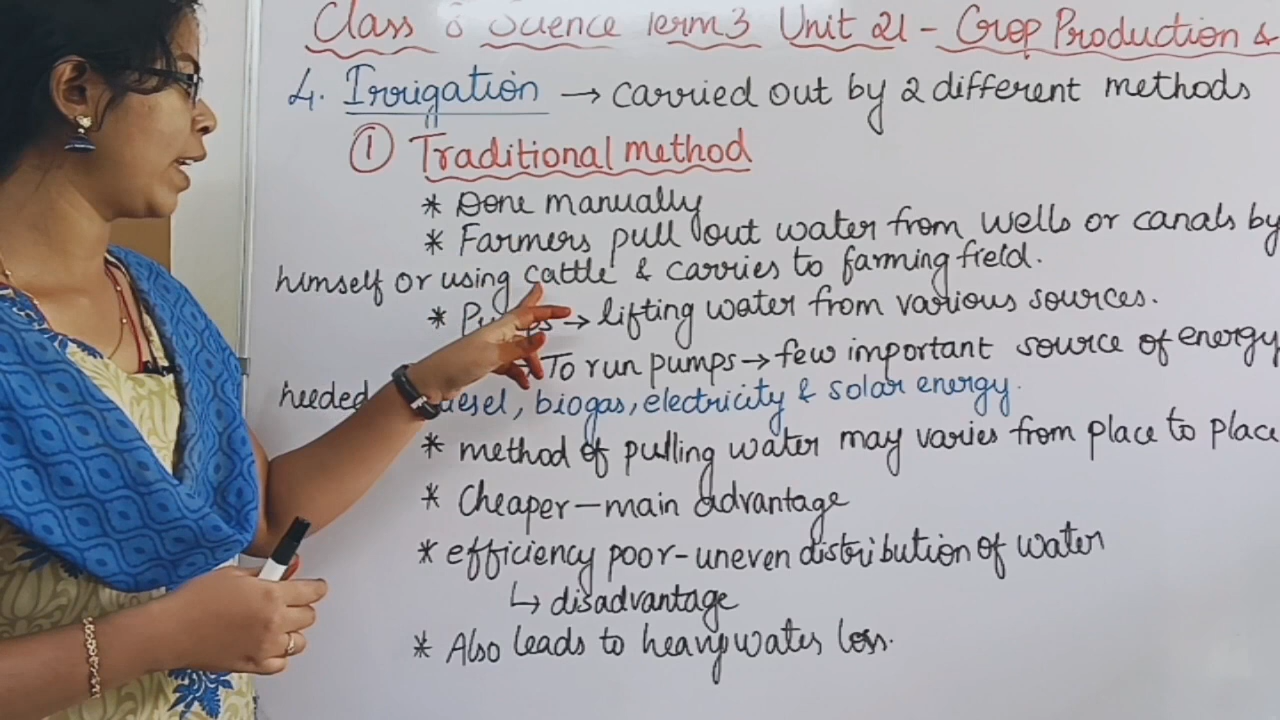 Class 8 Science Term 3 Unit 21 - Crop Production &
4. Irrigation → carried out by 2 different methods
① Traditional method
* Done manually
* Farmers pull out water from wells or canals by
himself or using cattle & carries to farming field.
* Pumps → lifting water from various sources.
→ To run pumps → few important source of energy
needed diesel, biogas, electricity & solar energy.
* method of pulling water may varies from place to place
* Cheaper - main advantage
* efficiency poor - uneven distribution of water
↳ disadvantage
* Also leads to heavy water loss.